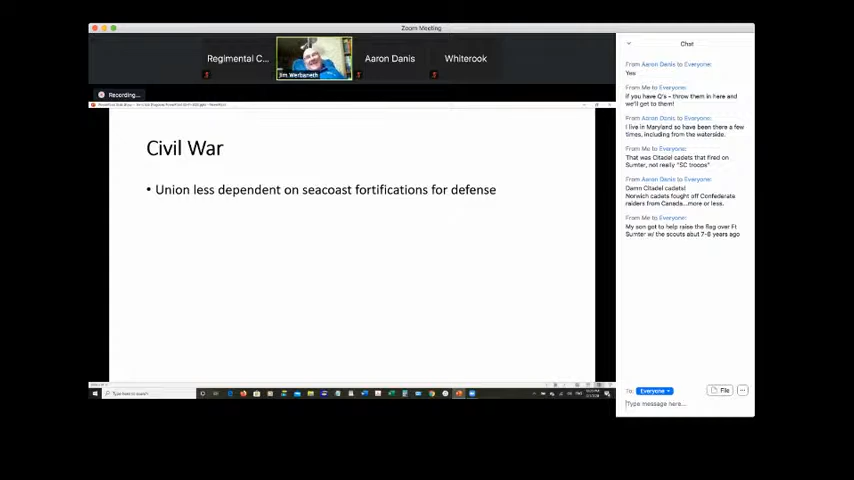 Zoom Meeting
Regimental C...
Jim Werbaneth
Aaron Danis
Whiterook
Recording...
Civil War
• Union less dependent on seacoast fortifications for defense
Type here to search
Chat
From Aaron Danis to Everyone:
Yes
From Me to Everyone:
If you have Q's - throw them in here and
we'll get to them!
From Aaron Danis to Everyone:
I live in Maryland so have been there a few
times, including from the waterside.
From Me to Everyone:
That was Citadel cadets that fired on
Sumter, not really "SC troops"
From Aaron Danis to Everyone:
Damn Citadel cadets!
Norwich cadets fought off Confederate
raiders from Canada...more or less.
From Me to Everyone:
My son got to help raise the flag over Ft
Sumter w/ the scouts abut 7-8 years ago
To: Everyone
File
Type message here...